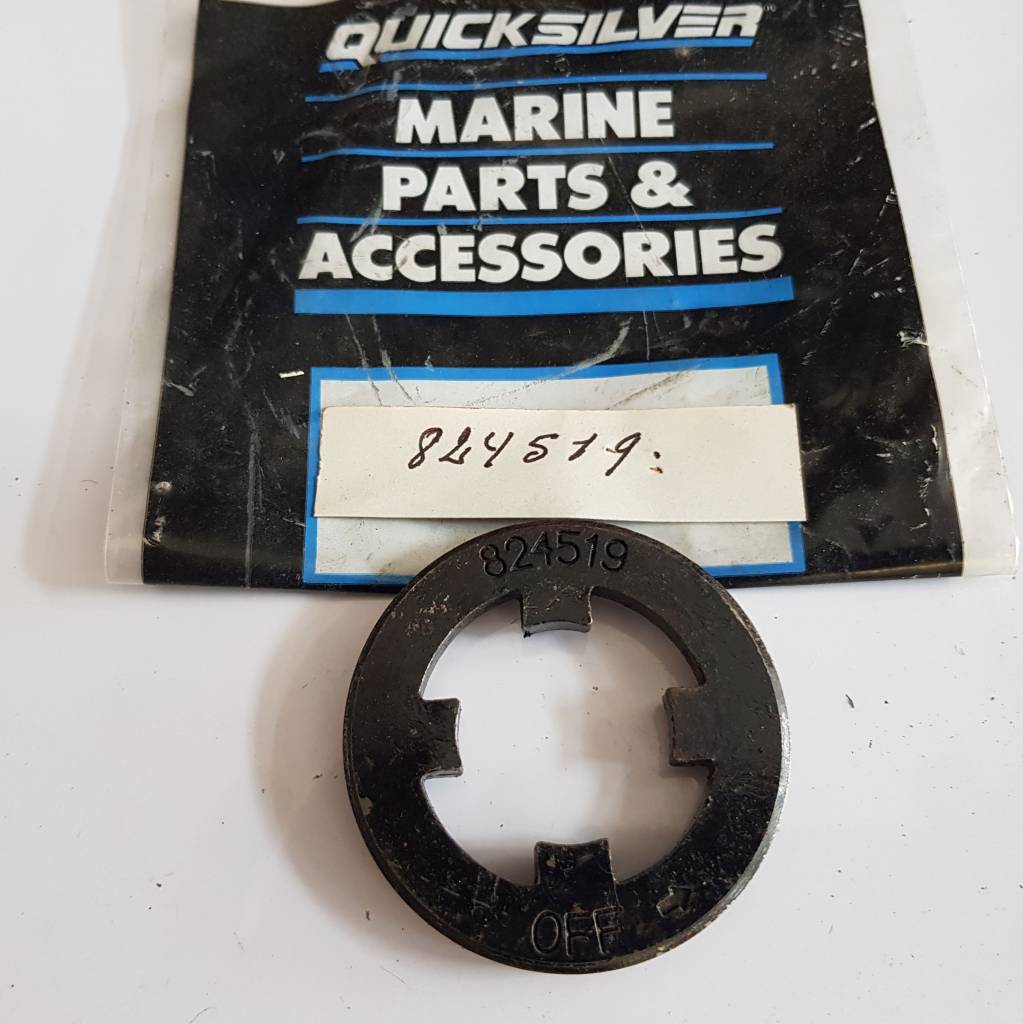 QUICKSILVER
MARINE
PARTS &
ACCESSORIES
824519.
824519
OFF →